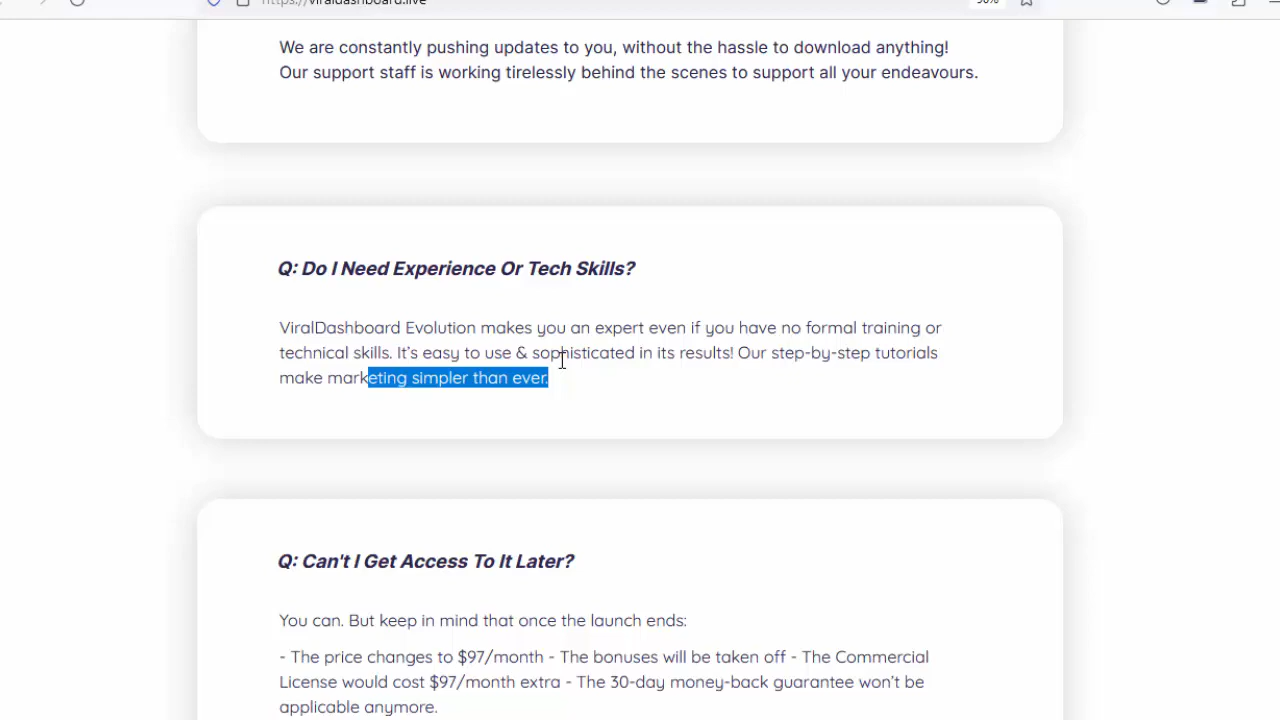 https://viraldashboard.live
90%
We are constantly pushing updates to you, without the hassle to download anything!
Our support staff is working tirelessly behind the scenes to support all your endeavours.
Q: Do I Need Experience Or Tech Skills?
ViralDashboard Evolution makes you an expert even if you have no formal training or
technical skills. It's easy to use & sophisticated in its results! Our step-by-step tutorials
make marketing simpler than ever.
Q: Can't I Get Access To It Later?
You can. But keep in mind that once the launch ends:
- The price changes to $97/month - The bonuses will be taken off - The Commercial
License would cost $97/month extra - The 30-day money-back guarantee won't be
applicable anymore.